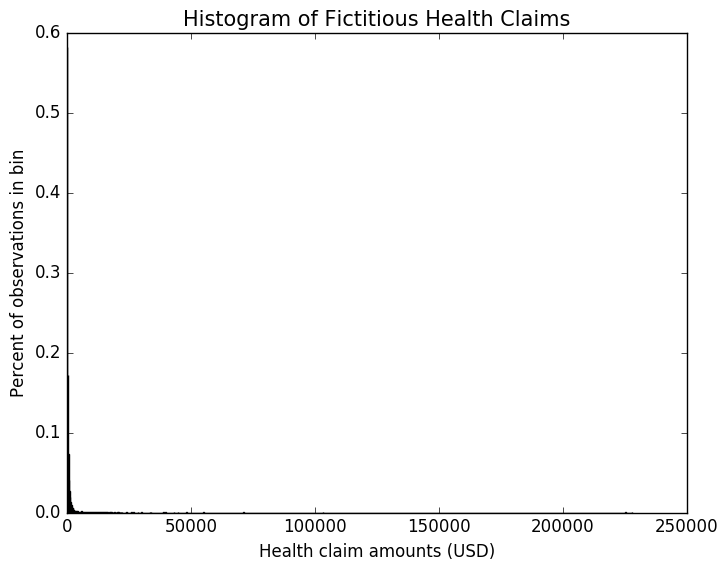 Histogram of Fictitious Health Claims
0.6
0.5
0.4
0.3
0.2
0.1
0.0
Percent of observations in bin
0 50000 100000 150000 200000 250000
Health claim amounts (USD)